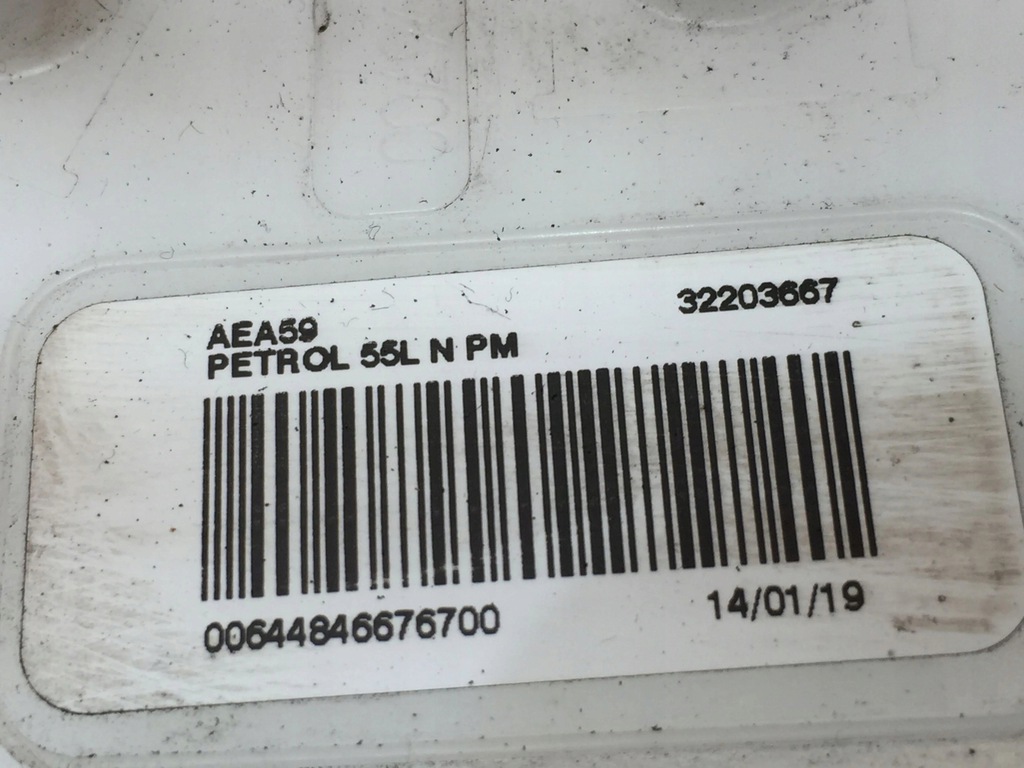 AEA59
32203667
PETROL 55L N PM
00644846676700
14/01/19